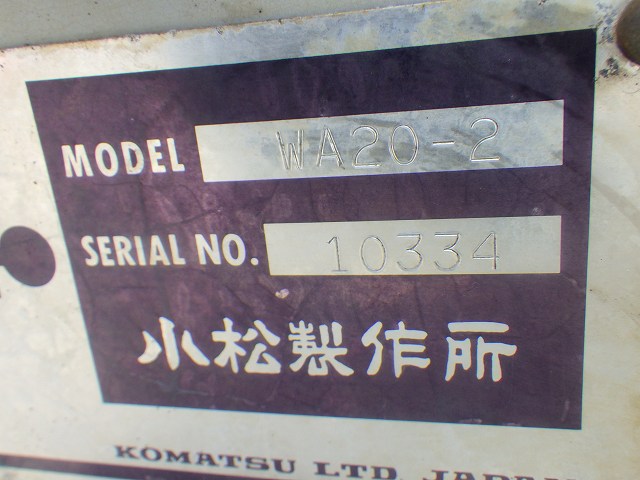 MODEL WA20-2
SERIAL NO. 10334
小松製作所
KOMATSU LTD JAPAN